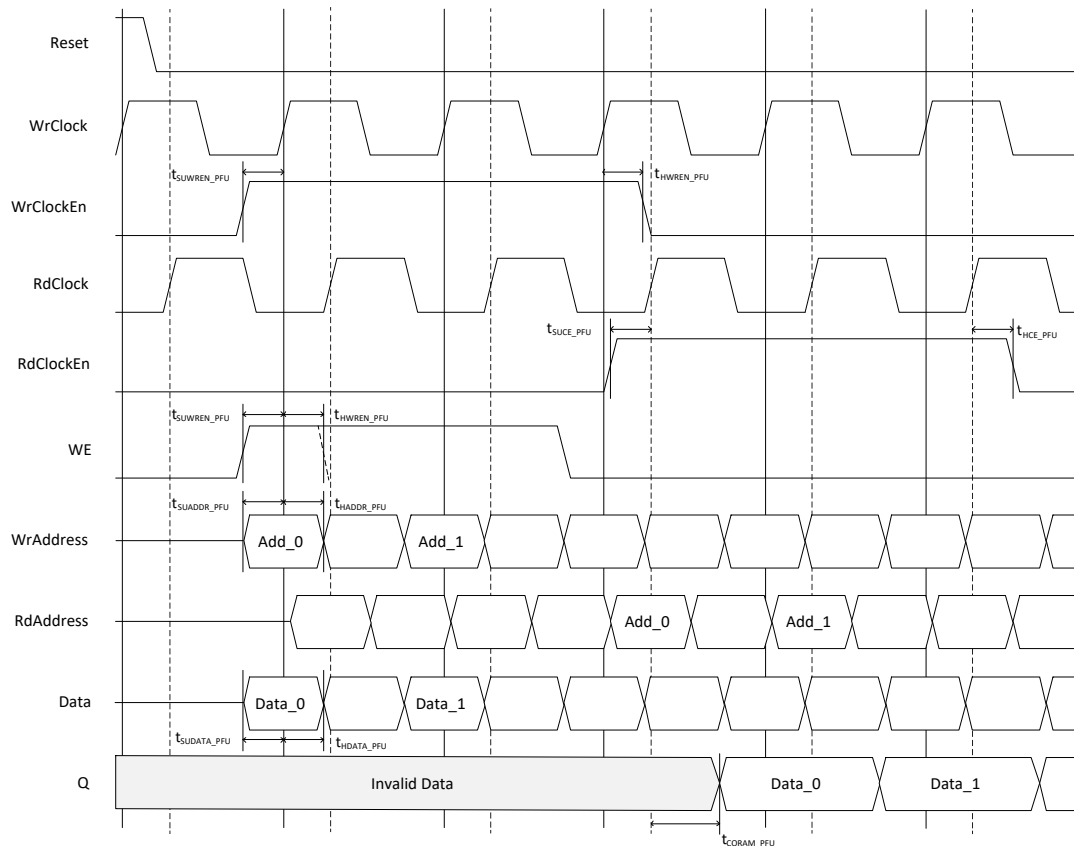 Reset
WrClock
tSUWREN_PFU
tHWREN_PFU
WrClockEn
RdClock
tSUCE_PFU
tHCE_PFU
RdClockEn
tSUWREN_PFU
tHWREN_PFU
WE
tSUADDR_PFU
tHADDR_PFU
WrAddress
Add_0
Add_1
RdAddress
Add_0
Add_1
Data
Data_0
Data_1
tSUDATA_PFU
tHDATA_PFU
Q
Invalid Data
Data_0
Data_1
tCORAM_PFU